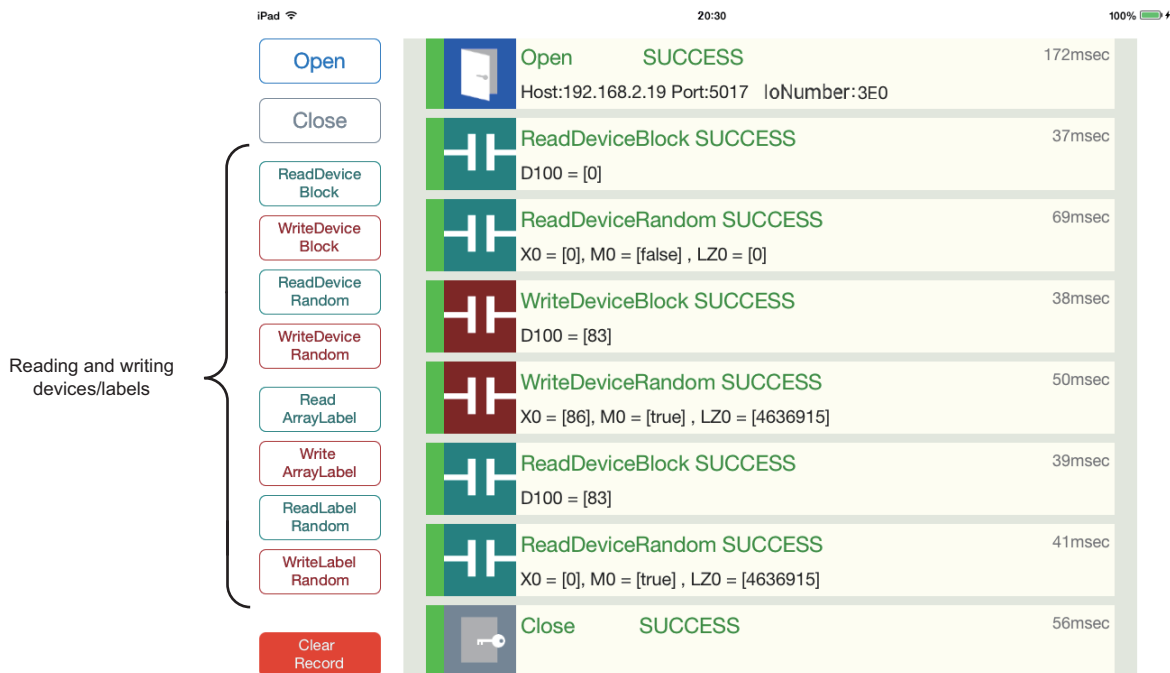 iPad 20:30 100%
Open
Close
ReadDevice
Block
WriteDevice
Block
ReadDevice
Random
WriteDevice
Random
Read
ArrayLabel
Write
ArrayLabel
ReadLabel
Random
WriteLabel
Random
Clear
Record
Reading and writing
devices/labels
Open SUCCESS 172msec
Host:192.168.2.19 Port:5017 IoNumber:3E0
ReadDeviceBlock SUCCESS 37msec
D100 = [0]
ReadDeviceRandom SUCCESS 69msec
X0 = [0], M0 = [false] , LZ0 = [0]
WriteDeviceBlock SUCCESS 38msec
D100 = [83]
WriteDeviceRandom SUCCESS 50msec
X0 = [86], M0 = [true] , LZ0 = [4636915]
ReadDeviceBlock SUCCESS 39msec
D100 = [83]
ReadDeviceRandom SUCCESS 41msec
X0 = [0], M0 = [true] , LZ0 = [4636915]
Close SUCCESS 56msec